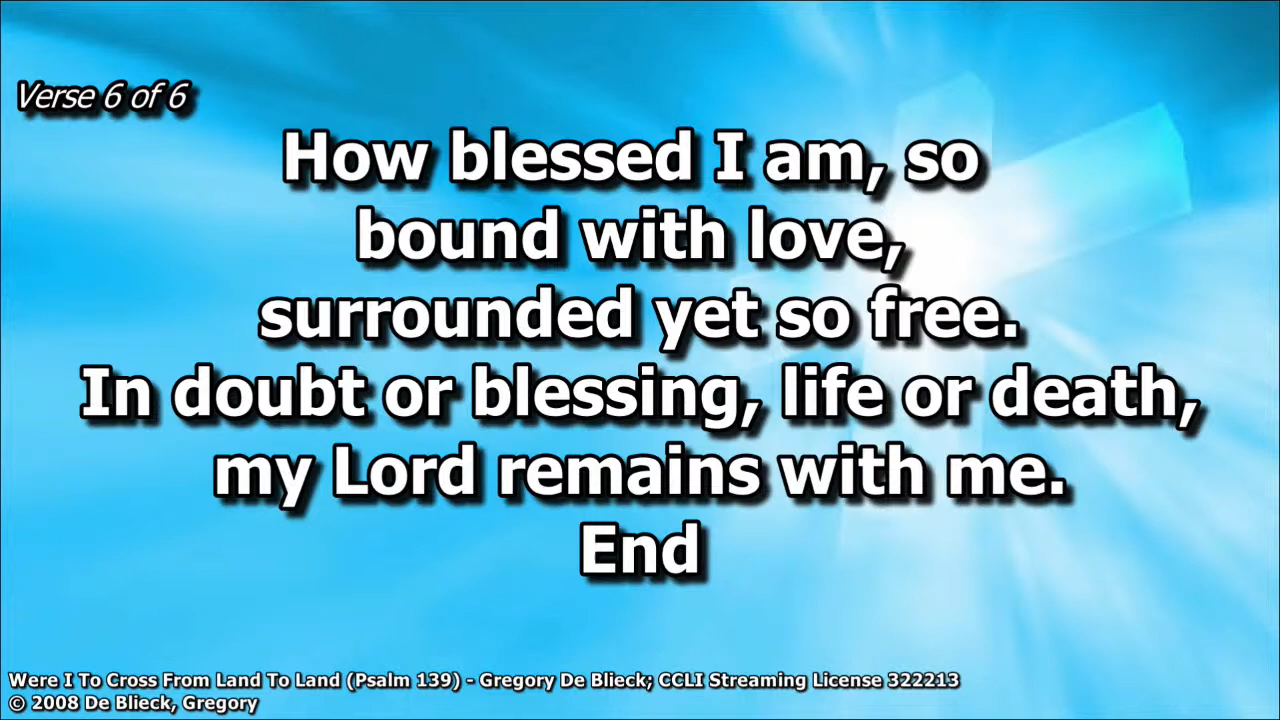 Verse 6 of 6
How blessed I am, so
bound with love,
surrounded yet so free.
In doubt or blessing, life or death,
my Lord remains with me.
End
Were I To Cross From Land To Land (Psalm 139) - Gregory De Blieck; CCLI Streaming License 322213
© 2008 De Blieck, Gregory